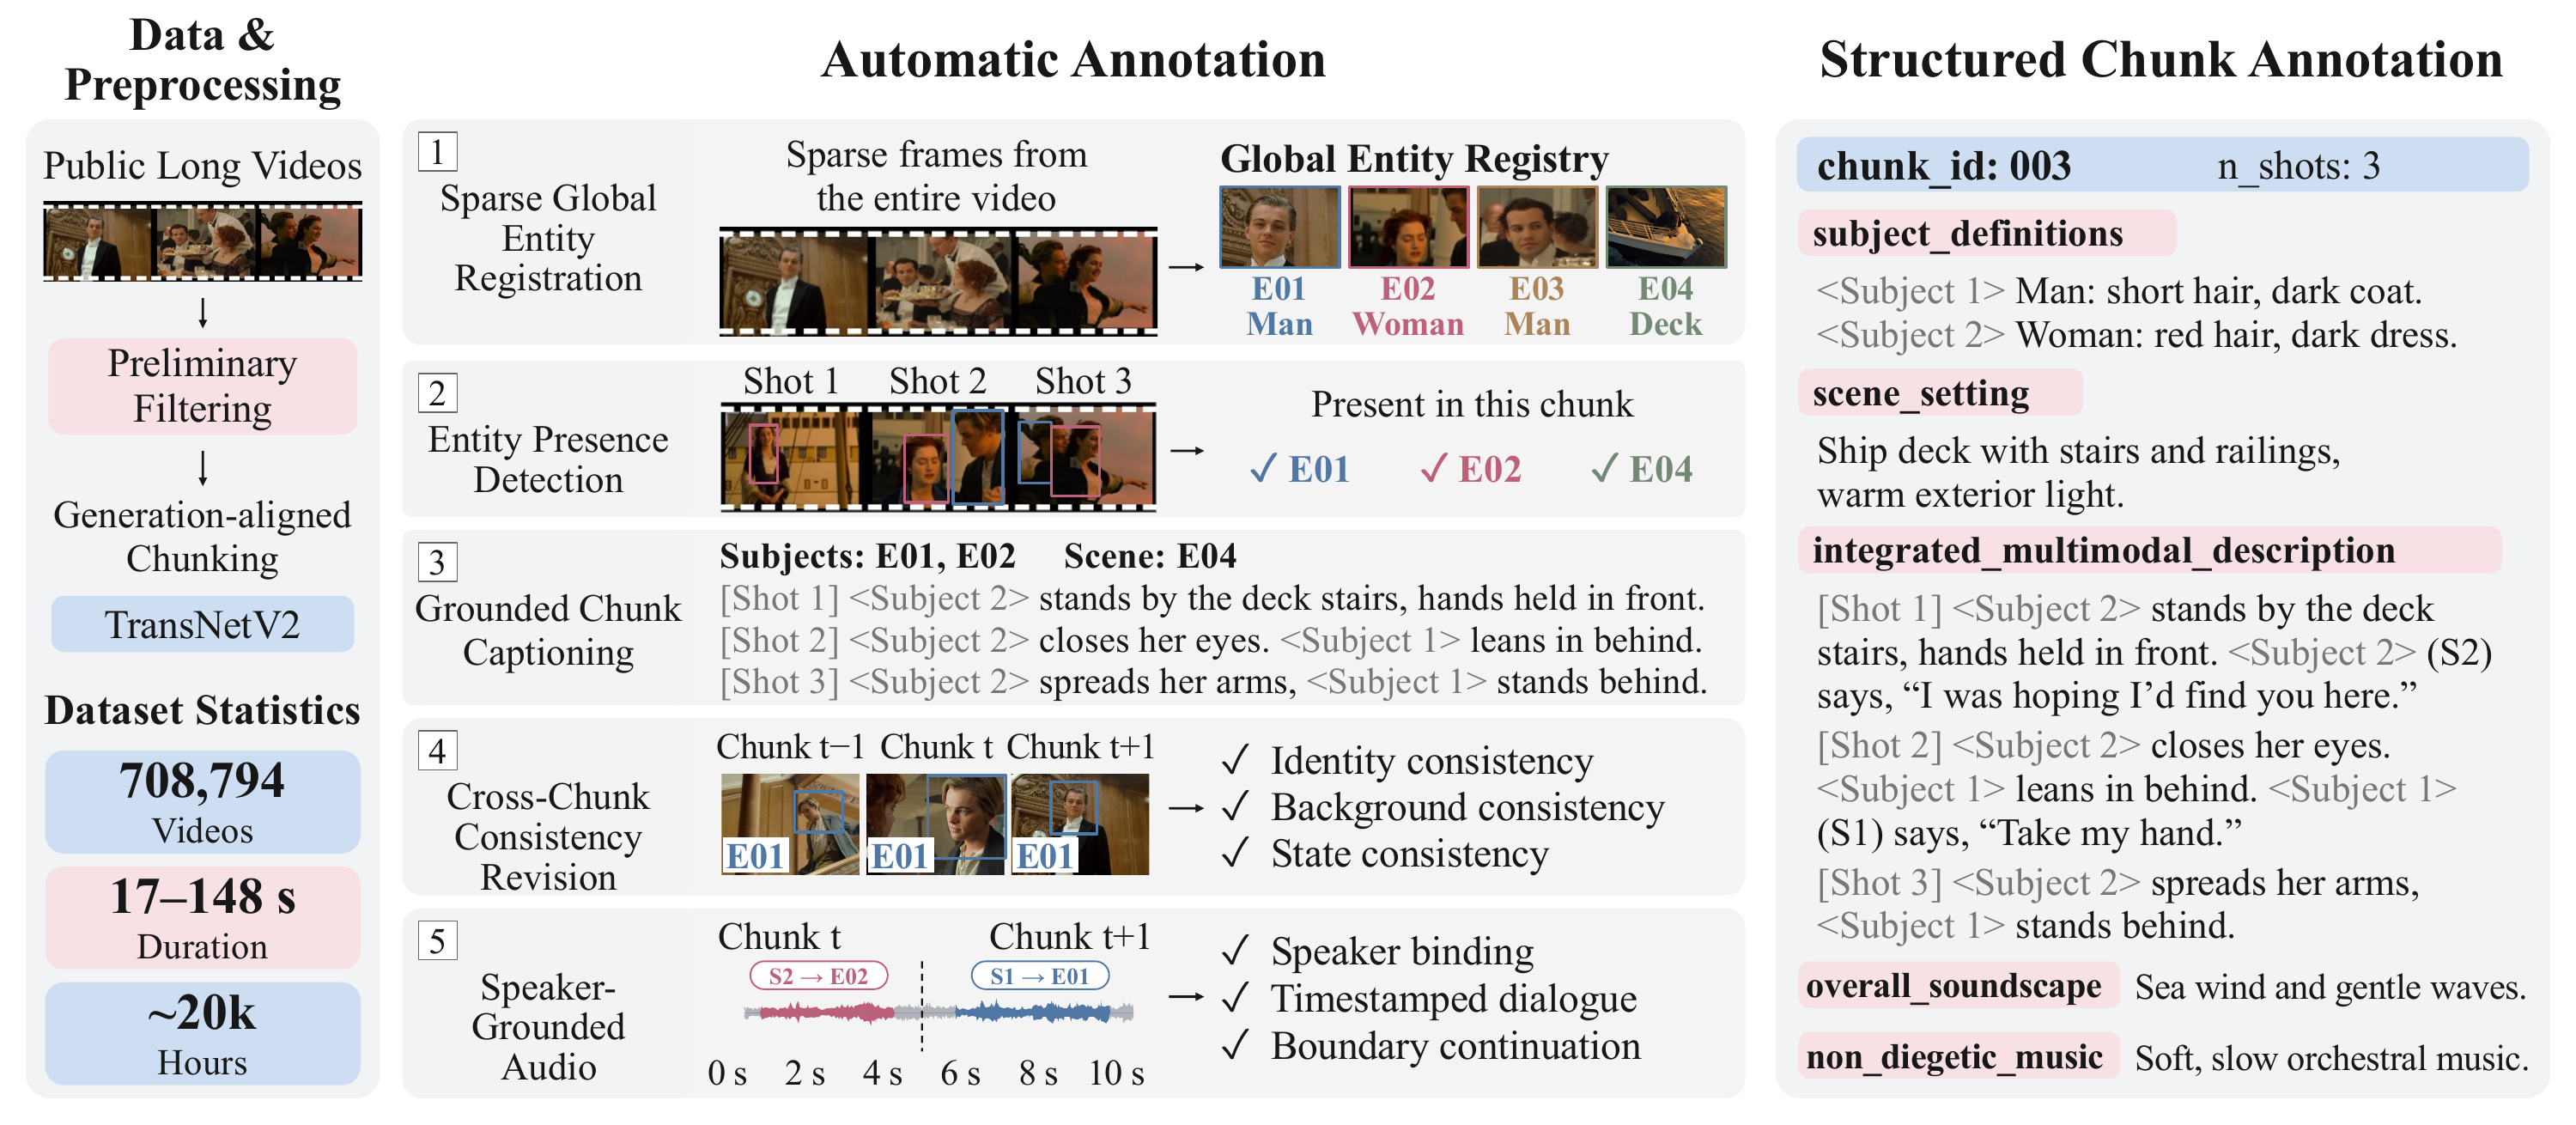 Data &
Preprocessing
Public Long Videos
Preliminary
Filtering
Generation-aligned
Chunking
TransNetV2
Dataset Statistics
708,794
Videos
17–148 s
Duration
~20k
Hours
Automatic Annotation
1
Sparse Global
Entity
Registration
Sparse frames from
the entire video
Global Entity Registry
E01
Man
E02
Woman
E03
Man
E04
Deck
2
Entity Presence
Detection
Shot 1 Shot 2 Shot 3
Present in this chunk
✓ E01 ✓ E02 ✓ E04
3
Grounded Chunk
Captioning
Subjects: E01, E02 Scene: E04
[Shot 1] <Subject 2> stands by the deck stairs, hands held in front.
[Shot 2] <Subject 2> closes her eyes. <Subject 1> leans in behind.
[Shot 3] <Subject 2> spreads her arms, <Subject 1> stands behind.
4
Cross-Chunk
Consistency
Revision
Chunk t−1 Chunk t Chunk t+1
E01 E01 E01
✓ Identity consistency
✓ Background consistency
✓ State consistency
5
Speaker-
Grounded
Audio
Chunk t Chunk t+1
S2 → E02 S1 → E01
0 s 2 s 4 s 6 s 8 s 10 s
✓ Speaker binding
✓ Timestamped dialogue
✓ Boundary continuation
Structured Chunk Annotation
chunk_id: 003 n_shots: 3
subject_definitions
<Subject 1> Man: short hair, dark coat.
<Subject 2> Woman: red hair, dark dress.
scene_setting
Ship deck with stairs and railings,
warm exterior light.
integrated_multimodal_description
[Shot 1] <Subject 2> stands by the deck
stairs, hands held in front. <Subject 2> (S2)
says, “I was hoping I’d find you here.”
[Shot 2] <Subject 2> closes her eyes.
<Subject 1> leans in behind. <Subject 1>
(S1) says, “Take my hand.”
[Shot 3] <Subject 2> spreads her arms,
<Subject 1> stands behind.
overall_soundscape Sea wind and gentle waves.
non_diegetic_music Soft, slow orchestral music.